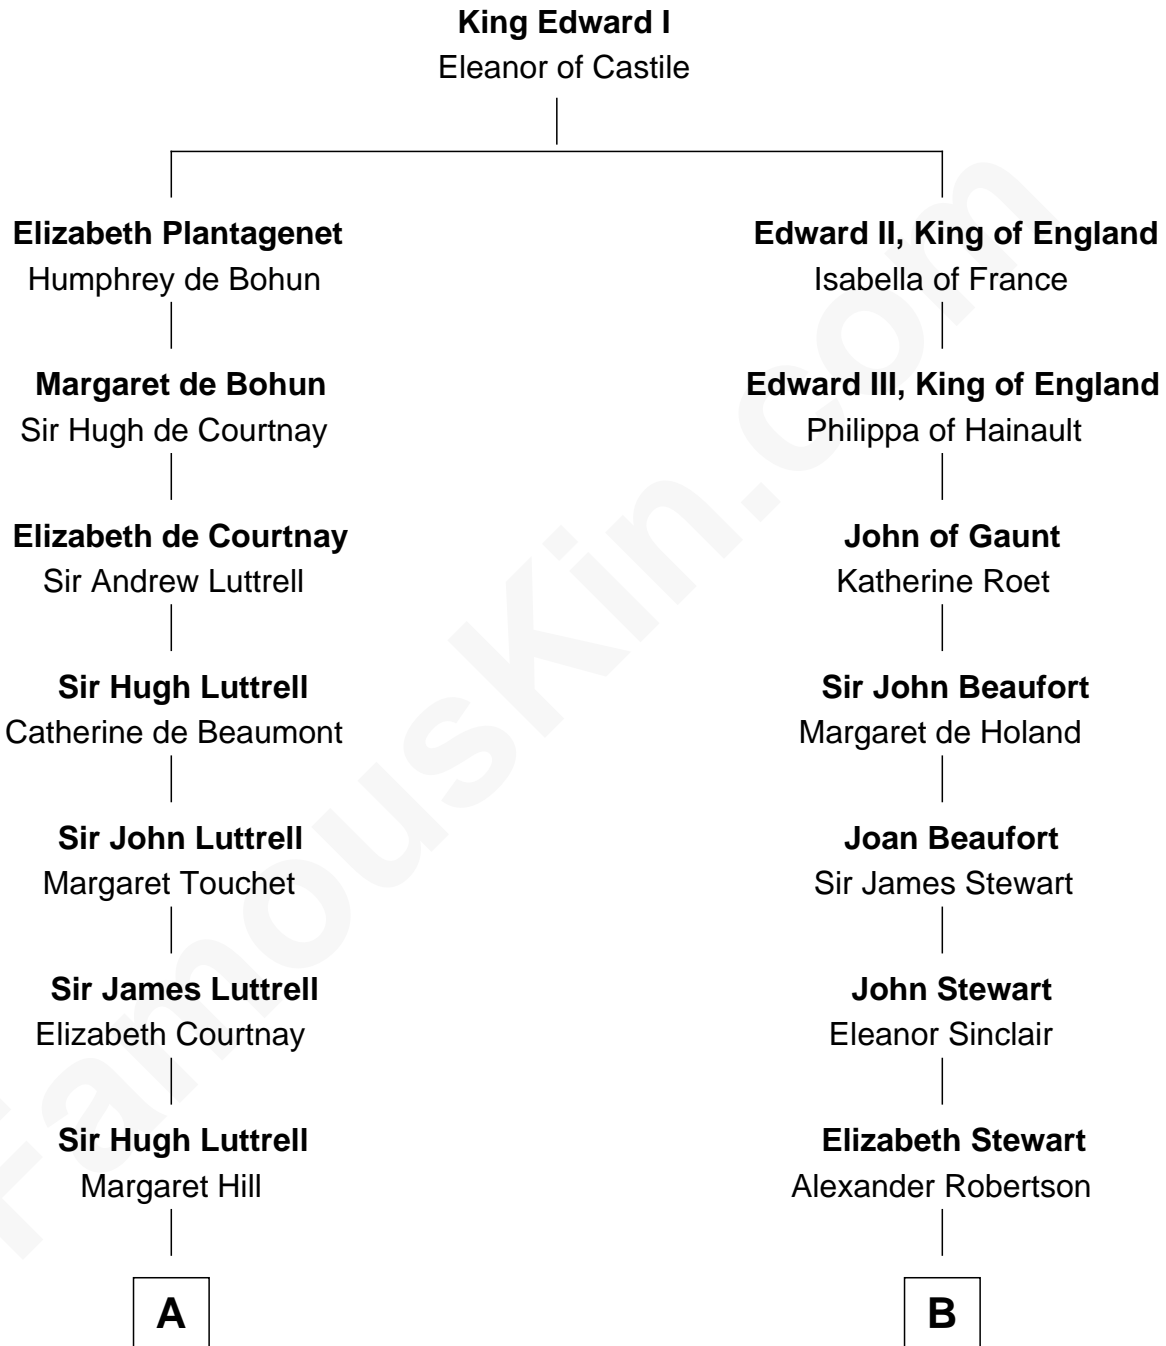 King Edward I
Eleanor of Castile
Elizabeth Plantagenet
Humphrey de Bohun
Edward II, King of England
Isabella of France
Margaret de Bohun
Sir Hugh de Courtnay
Edward III, King of England
Philippa of Hainault
Elizabeth de Courtnay
Sir Andrew Luttrell
John of Gaunt
Katherine Roet
Sir Hugh Luttrell
Catherine de Beaumont
Sir John Beaufort
Margaret de Holand
Sir John Luttrell
Margaret Touchet
Joan Beaufort
Sir James Stewart
Sir James Luttrell
Elizabeth Courtnay
John Stewart
Eleanor Sinclair
Sir Hugh Luttrell
Margaret Hill
Elizabeth Stewart
Alexander Robertson
A
B
FamousKin.com